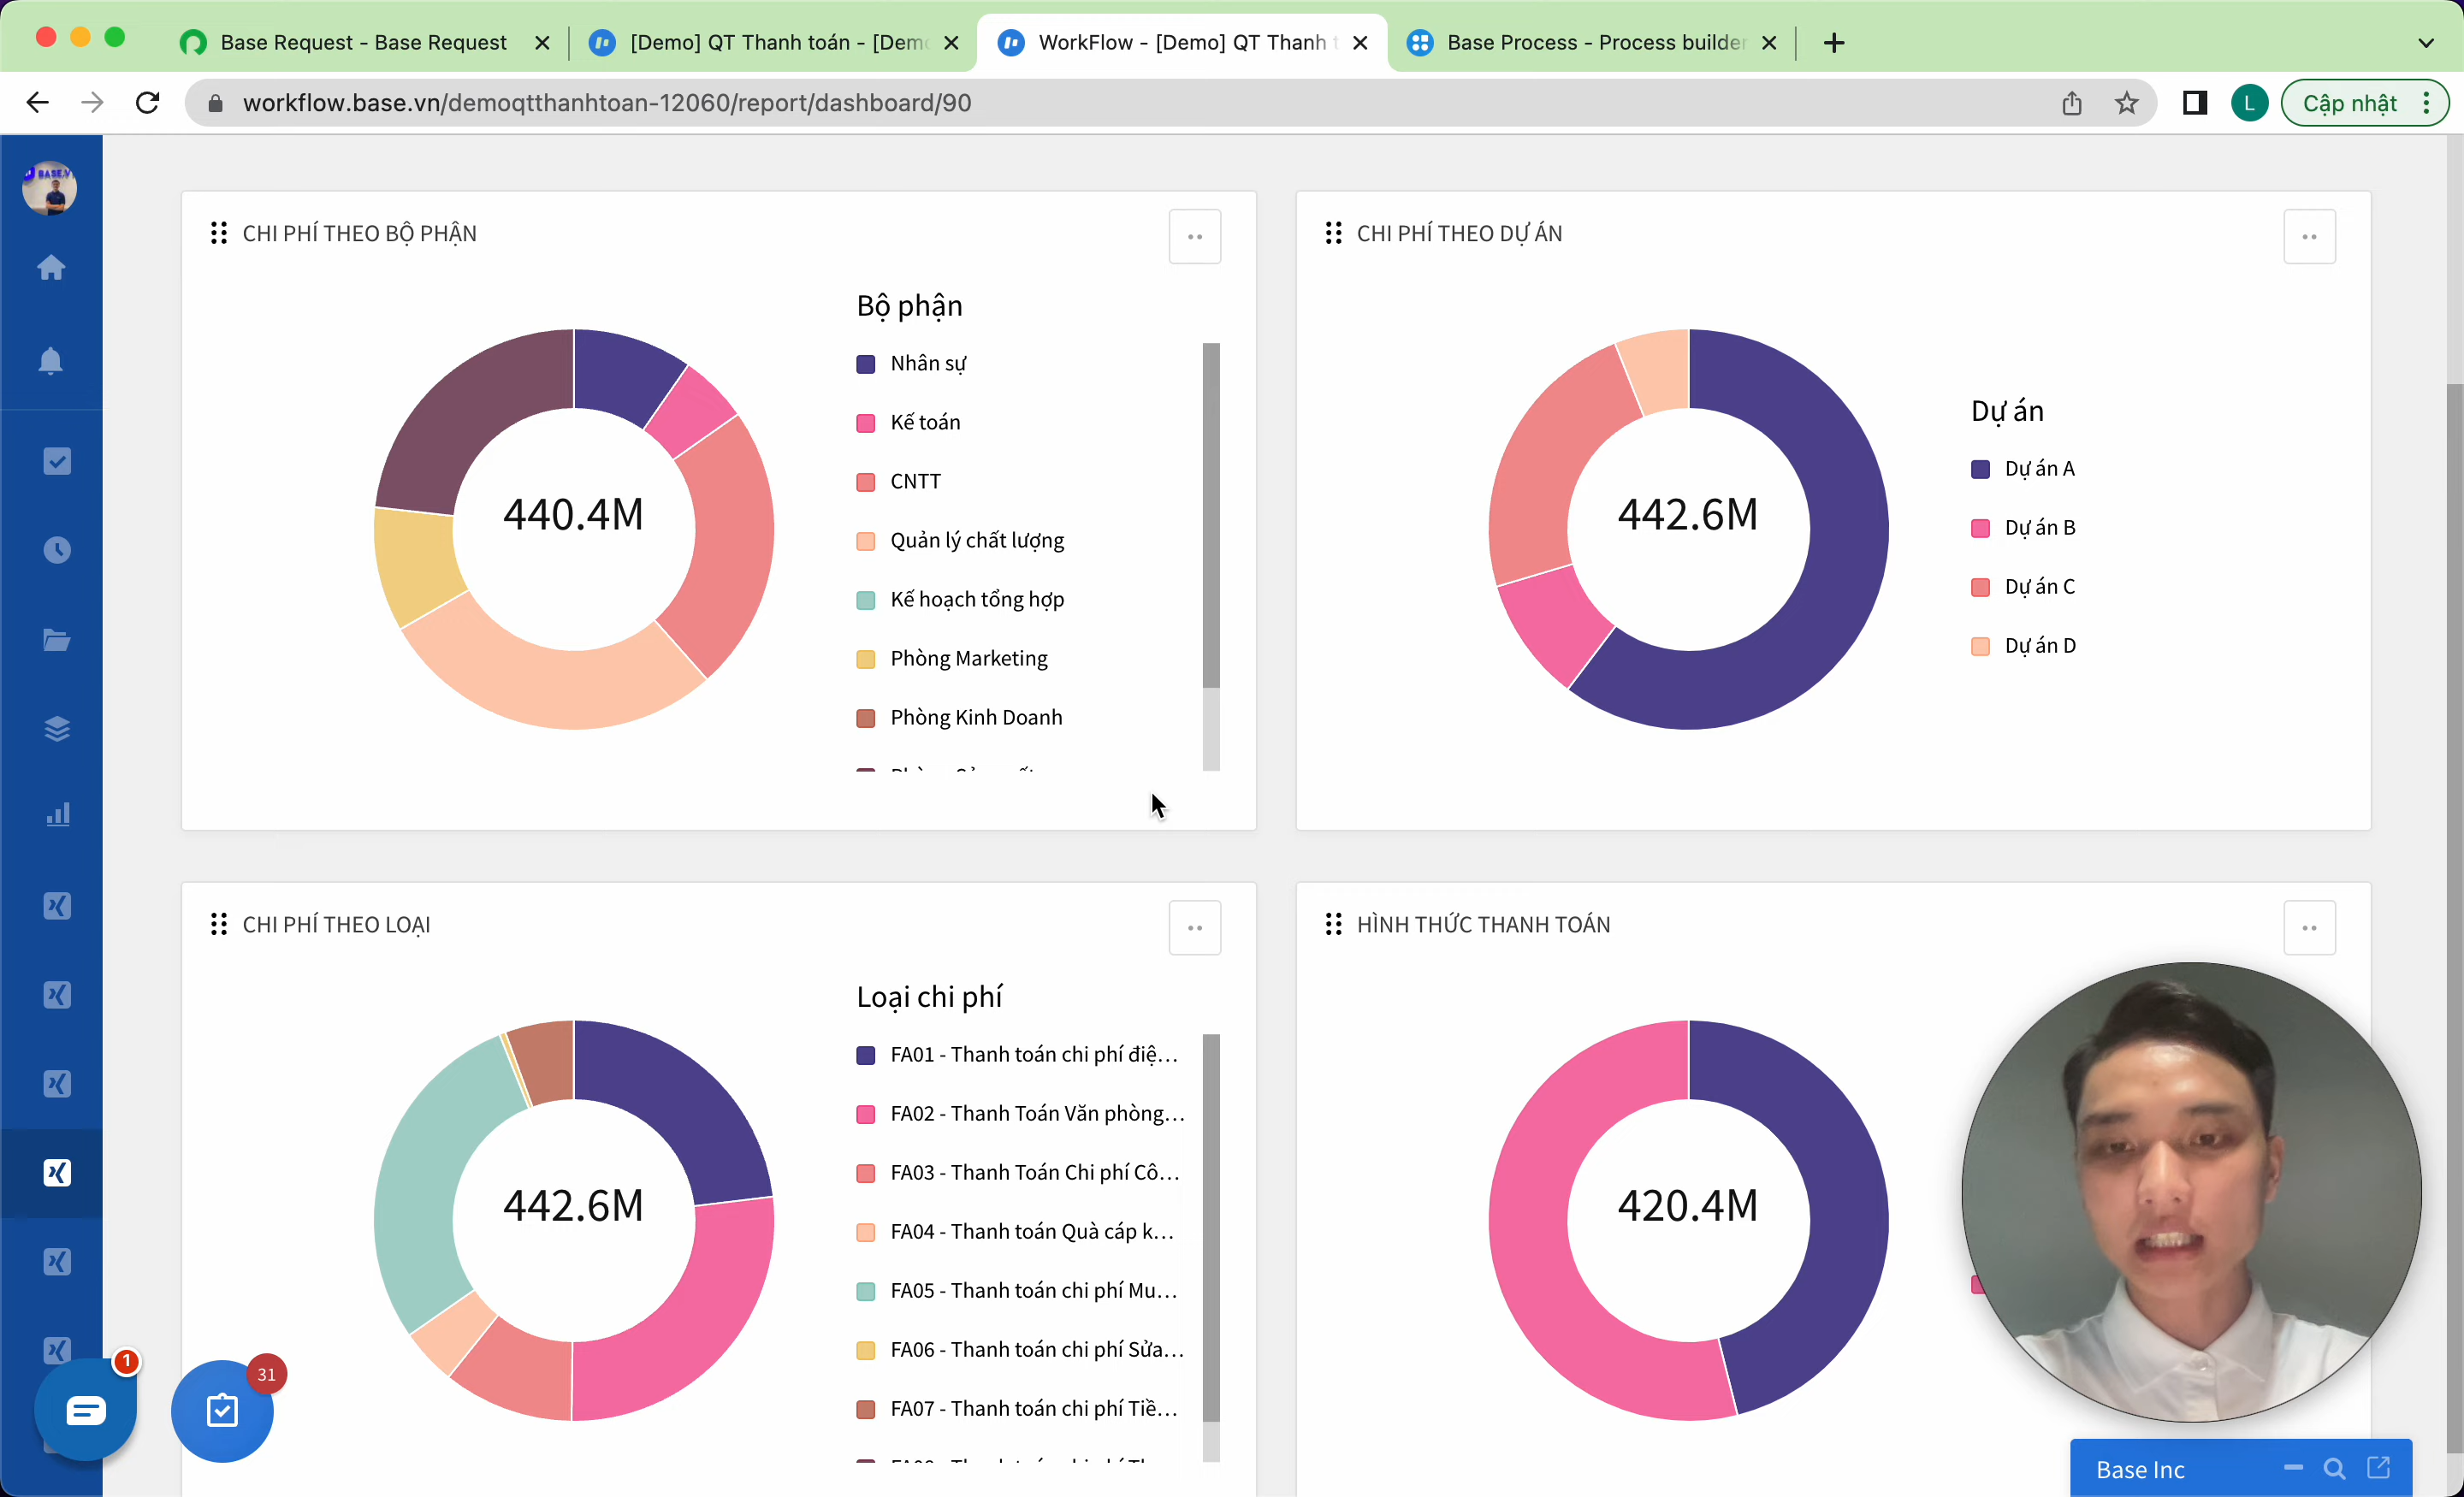 Base Request - Base Request
[Demo] QT Thanh toán - [Dem
WorkFlow - [Demo] QT Thanh t
Base Process - Process builder
workflow.base.vn/demoqtthanhtoan-12060/report/dashboard/90
L
Cập nhật
BASE.V
CHI PHÍ THEO BỘ PHẬN
440.4M
Bộ phận
Nhân sự
Kế toán
CNTT
Quản lý chất lượng
Kế hoạch tổng hợp
Phòng Marketing
Phòng Kinh Doanh
CHI PHÍ THEO DỰ ÁN
442.6M
Dự án
Dự án A
Dự án B
Dự án C
Dự án D
CHI PHÍ THEO LOẠI
442.6M
Loại chi phí
FA01 - Thanh toán chi phí điệ...
FA02 - Thanh Toán Văn phòng...
FA03 - Thanh Toán Chi phí Cô...
FA04 - Thanh toán Quà cáp k...
FA05 - Thanh toán chi phí Mu...
FA06 - Thanh toán chi phí Sửa...
FA07 - Thanh toán chi phí Tiề...
HÌNH THỨC THANH TOÁN
420.4M
1
31
Base Inc